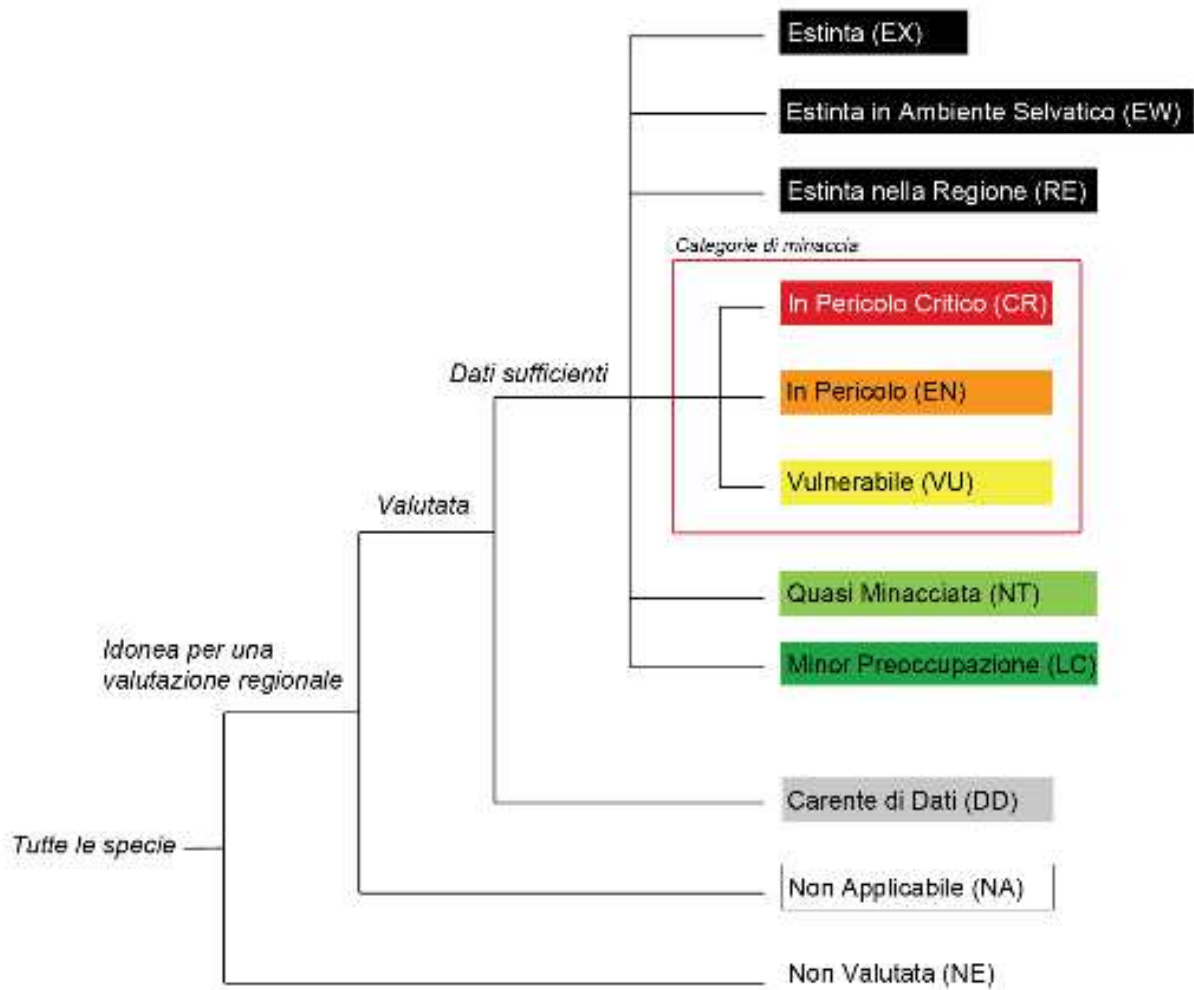 Estinta (EX)
Estinta in Ambiente Selvatico (EW)
Estinta nella Regione (RE)
Categorie di minaccia
In Pericolo Critico (CR)
Dati sufficienti
In Pericolo (EN)
Vulnerabile (VU)
Valutata
Quasi Minacciata (NT)
Idonea per una
valutazione regionale
Minor Preoccupazione (LC)
Carente di Dati (DD)
Tutte le specie
Non Applicabile (NA)
Non Valutata (NE)